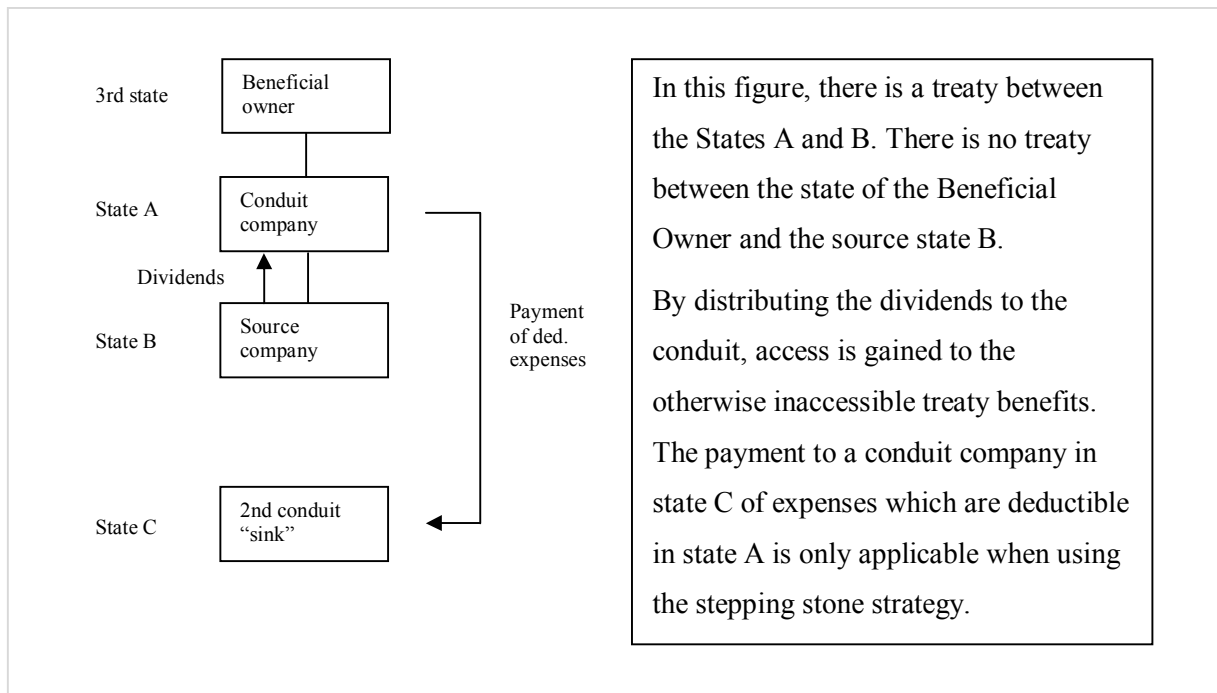 3rd state
Beneficial
owner
State A
Conduit
company
Dividends
State B
Source
company
Payment
of ded.
expenses
State C
2nd conduit
“sink”
In this figure, there is a treaty between
the States A and B. There is no treaty
between the state of the Beneficial
Owner and the source state B.
By distributing the dividends to the
conduit, access is gained to the
otherwise inaccessible treaty benefits.
The payment to a conduit company in
state C of expenses which are deductible
in state A is only applicable when using
the stepping stone strategy.